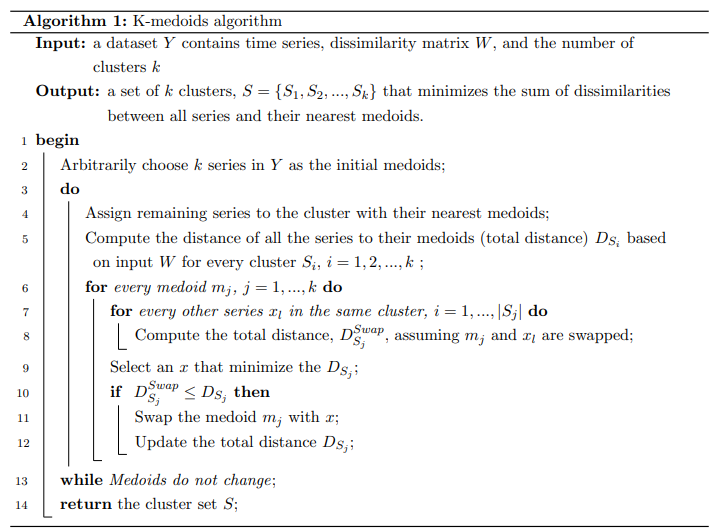 Algorithm 1: K-medoids algorithm
Input: a dataset Y contains time series, dissimilarity matrix W, and the number of
clusters k
Output: a set of k clusters, S = {S₁, S₂, ..., Sₖ} that minimizes the sum of dissimilarities
between all series and their nearest medoids.
1 begin
2 Arbitrarily choose k series in Y as the initial medoids;
3 do
4 Assign remaining series to the cluster with their nearest medoids;
5 Compute the distance of all the series to their medoids (total distance) D_{S_i} based
on input W for every cluster S_i, i = 1, 2, ..., k ;
6 for every medoid m_j, j = 1, ..., k do
7 for every other series x_l in the same cluster, i = 1, ..., |S_j| do
8 Compute the total distance, D_{S_j}^{Swap}, assuming m_j and x_l are swapped;
9 Select an x that minimize the D_{S_j};
10 if D_{S_j}^{Swap} ≤ D_{S_j} then
11 Swap the medoid m_j with x;
12 Update the total distance D_{S_j};
13 while Medoids do not change;
14 return the cluster set S;